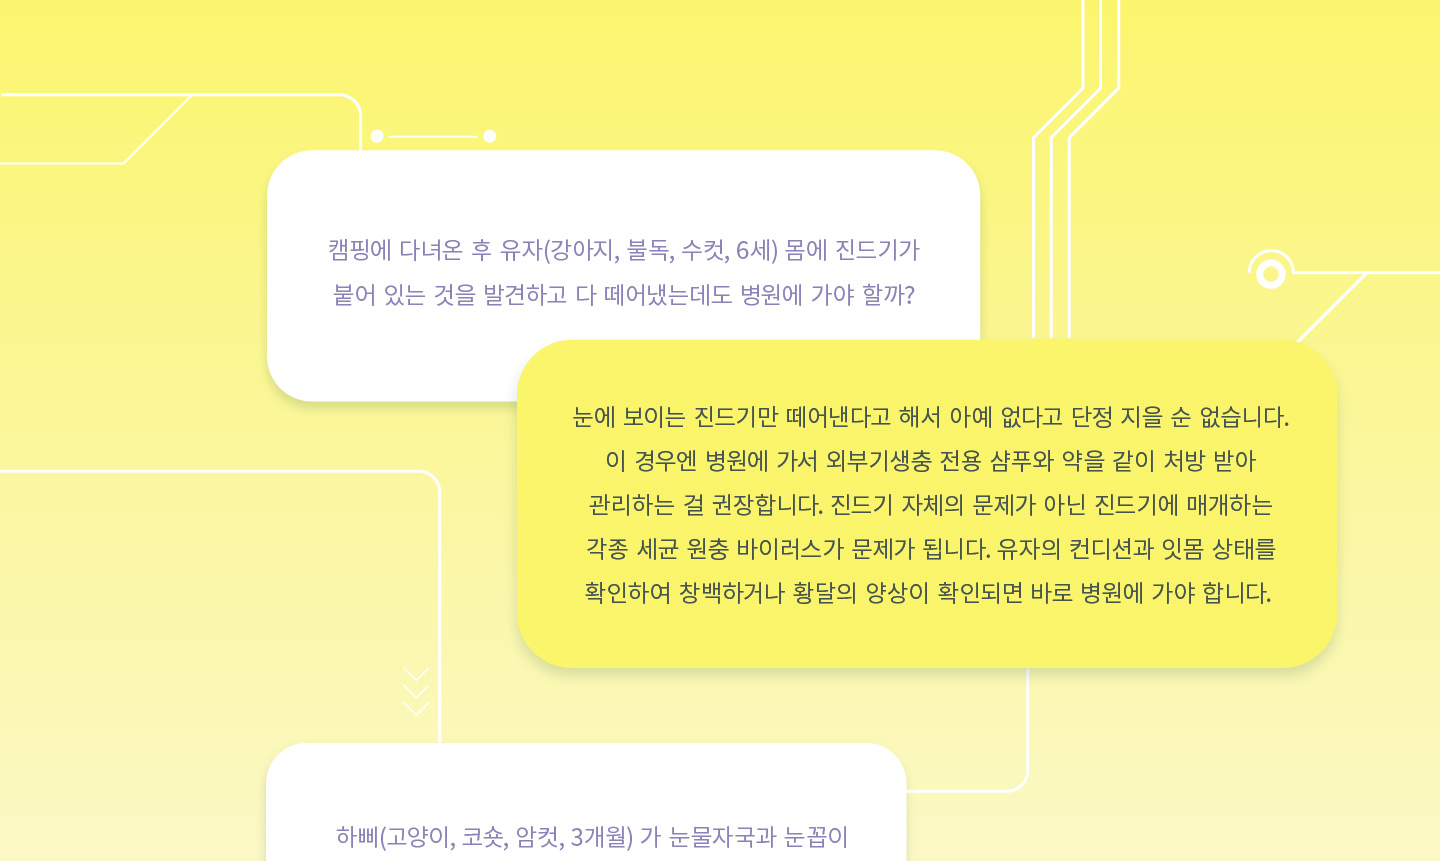 캠핑에 다녀온 후 유자(강아지, 불독, 수컷, 6세) 몸에 진드기가
붙어 있는 것을 발견하고 다 떼어냈는데도 병원에 가야 할까?
눈에 보이는 진드기만 떼어낸다고 해서 아예 없다고 단정 지을 순 없습니다.
이 경우엔 병원에 가서 외부기생충 전용 샴푸와 약을 같이 처방 받아
관리하는 걸 권장합니다. 진드기 자체의 문제가 아닌 진드기에 매개하는
각종 세균 원충 바이러스가 문제가 됩니다. 유자의 컨디션과 잇몸 상태를
확인하여 창백하거나 황달의 양상이 확인되면 바로 병원에 가야 합니다.
하삐(고양이, 코숏, 암컷, 3개월) 가 눈물자국과 눈꼽이